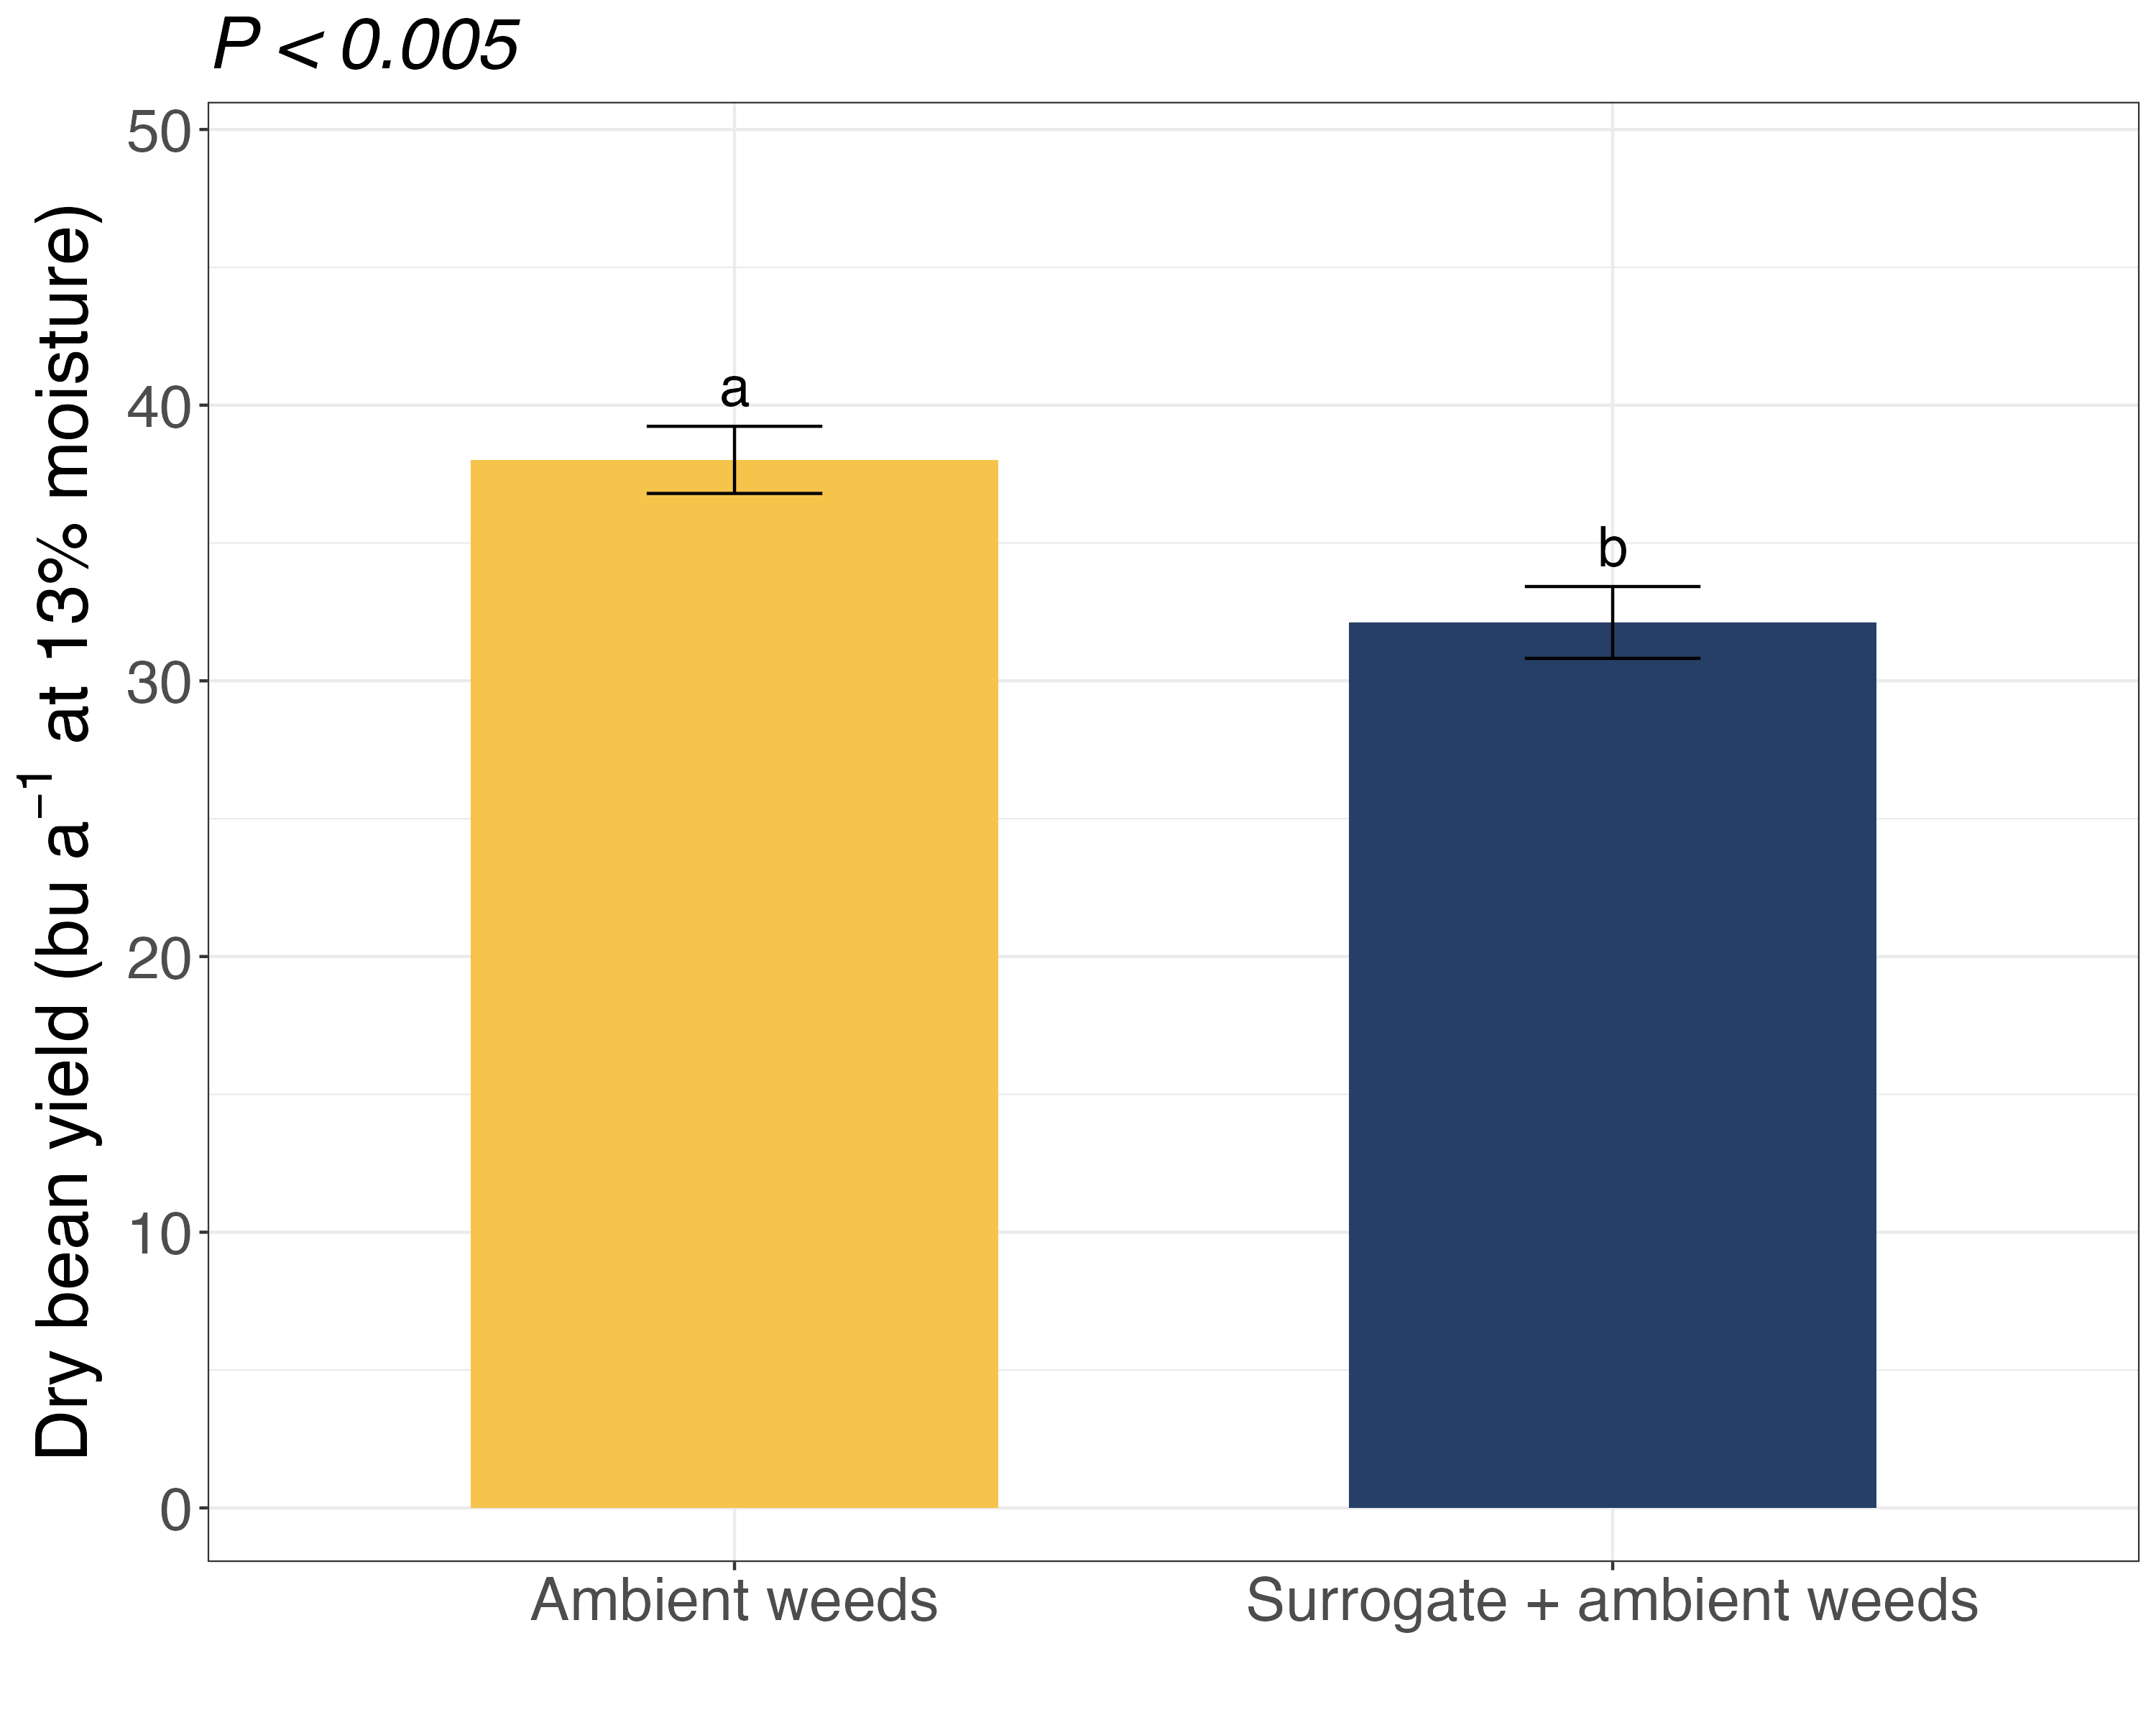 P < 0.005
Dry bean yield (bu a⁻¹ at 13% moisture)
50
40
30
20
10
0
a
b
Ambient weeds
Surrogate + ambient weeds